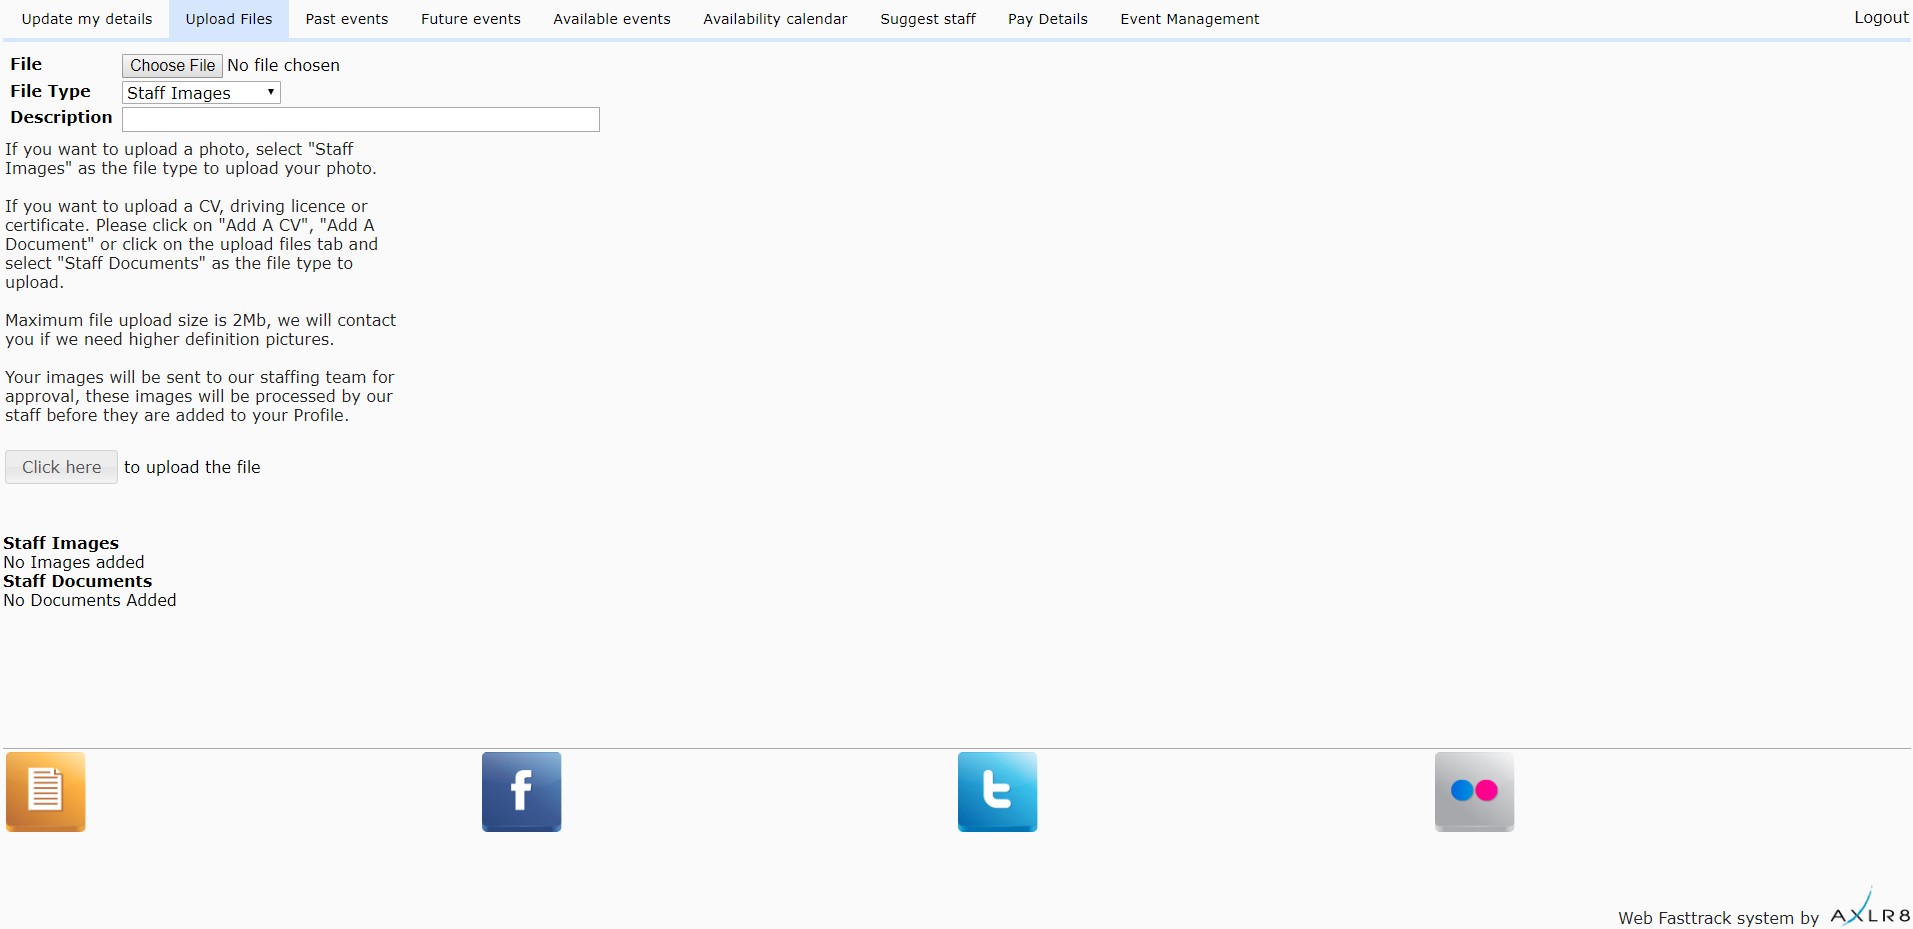 Update my details Upload Files Past events Future events Available events Availability calendar Suggest staff Pay Details Event Management Logout
File Choose File No file chosen
File Type Staff Images
Description
If you want to upload a photo, select "Staff
Images" as the file type to upload your photo.
If you want to upload a CV, driving licence or
certificate. Please click on "Add A CV", "Add A
Document" or click on the upload files tab and
select "Staff Documents" as the file type to
upload.
Maximum file upload size is 2Mb, we will contact
you if we need higher definition pictures.
Your images will be sent to our staffing team for
approval, these images will be processed by our
staff before they are added to your Profile.
Click here to upload the file
Staff Images
No Images added
Staff Documents
No Documents Added
f t
Web Fasttrack system by AXLR8